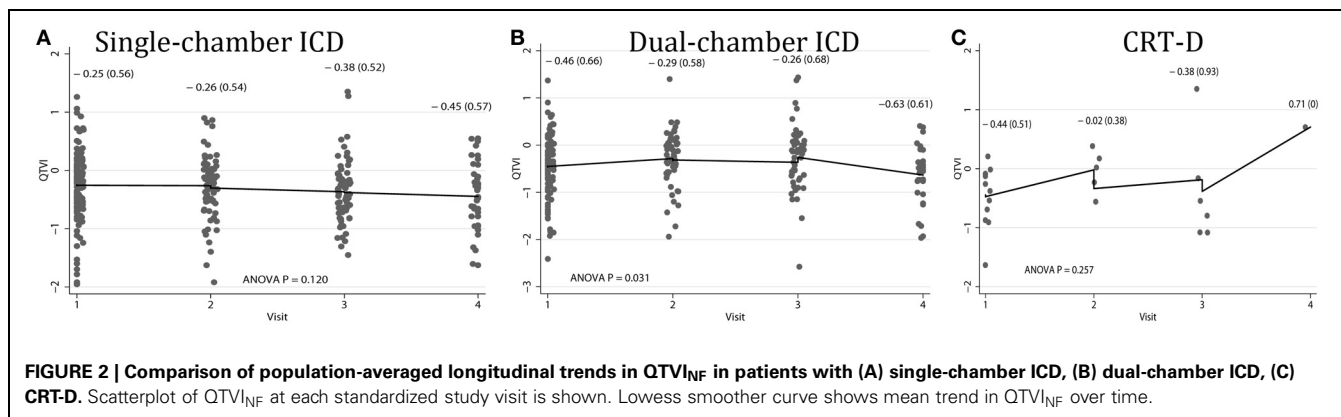 A Single-chamber ICD
2
− 0.25 (0.56)
− 0.26 (0.54)
− 0.38 (0.52)
− 0.45 (0.57)
1
0
−1
−2
QTVI
ANOVA P = 0.120
1 2 3 4
Visit
B Dual-chamber ICD
2
− 0.46 (0.66)
− 0.29 (0.58)
− 0.26 (0.68)
−0.63 (0.61)
1
0
−1
−2
−3
QTVI
ANOVA P = 0.031
1 2 3 4
Visit
C CRT-D
2
− 0.44 (0.51)
− 0.02 (0.38)
− 0.38 (0.93)
0.71 (0)
1
0
−1
−2
QTVI
ANOVA P = 0.257
1 2 3 4
Visit
FIGURE 2 | Comparison of population-averaged longitudinal trends in QTVINF in patients with (A) single-chamber ICD, (B) dual-chamber ICD, (C)
CRT-D. Scatterplot of QTVINF at each standardized study visit is shown. Lowess smoother curve shows mean trend in QTVINF over time.